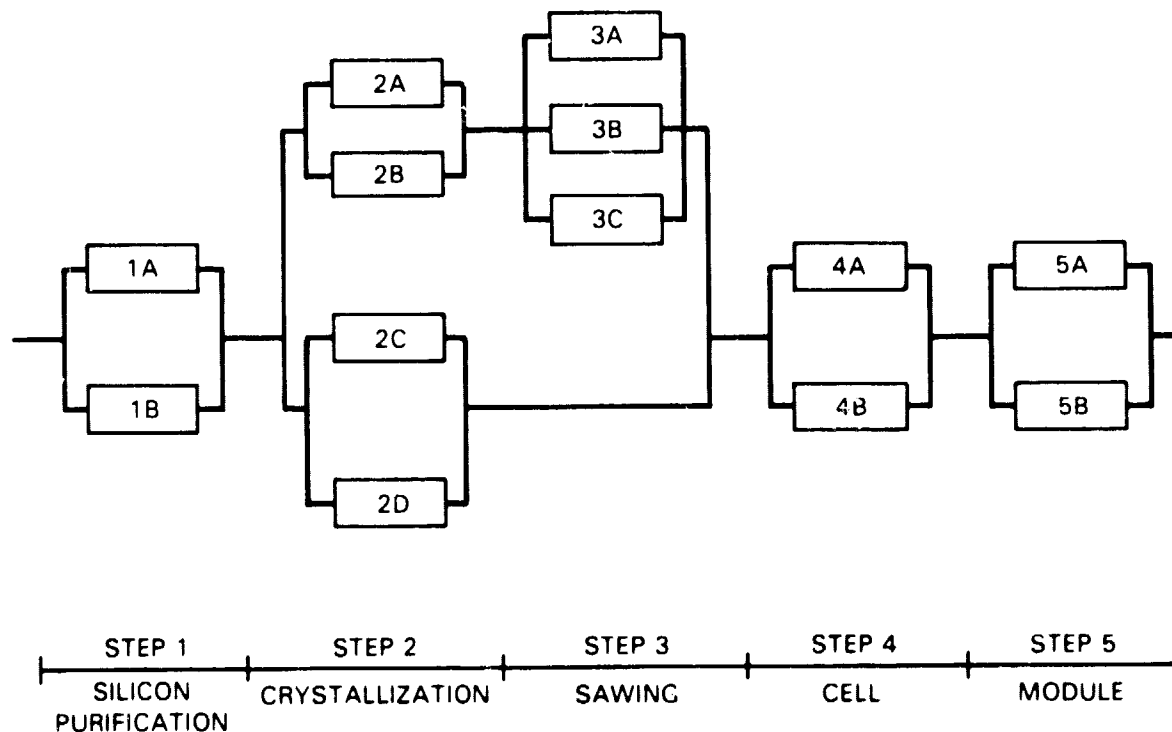 3A
2A
3B
2B
3C
1A
4A
5A
2C
1B
4B
5B
2D
STEP 1 STEP 2 STEP 3 STEP 4 STEP 5
SILICON PURIFICATION CRYSTALLIZATION SAWING CELL MODULE